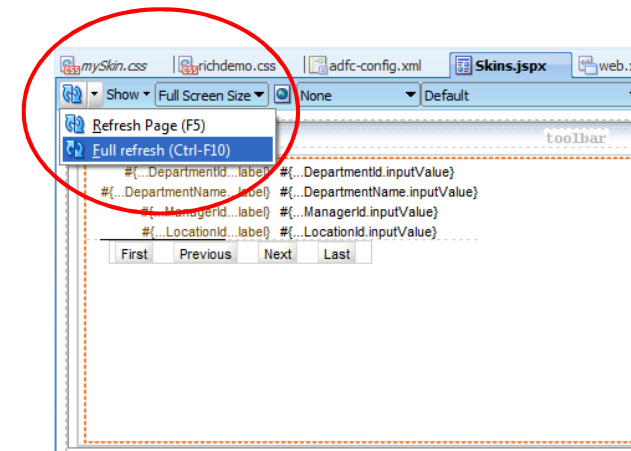 mySkin.css richdemo.css adfc-config.xml Skins.jspx web.x
Show Full Screen Size None Default
Refresh Page (F5)
Full refresh (Ctrl-F10)
toolbar
#{...DepartmentId...label} #{...DepartmentId.inputValue}
#{...DepartmentName...label} #{...DepartmentName.inputValue}
#{...ManagerId...label} #{...ManagerId.inputValue}
#{...LocationId...label} #{...LocationId.inputValue}
First Previous Next Last